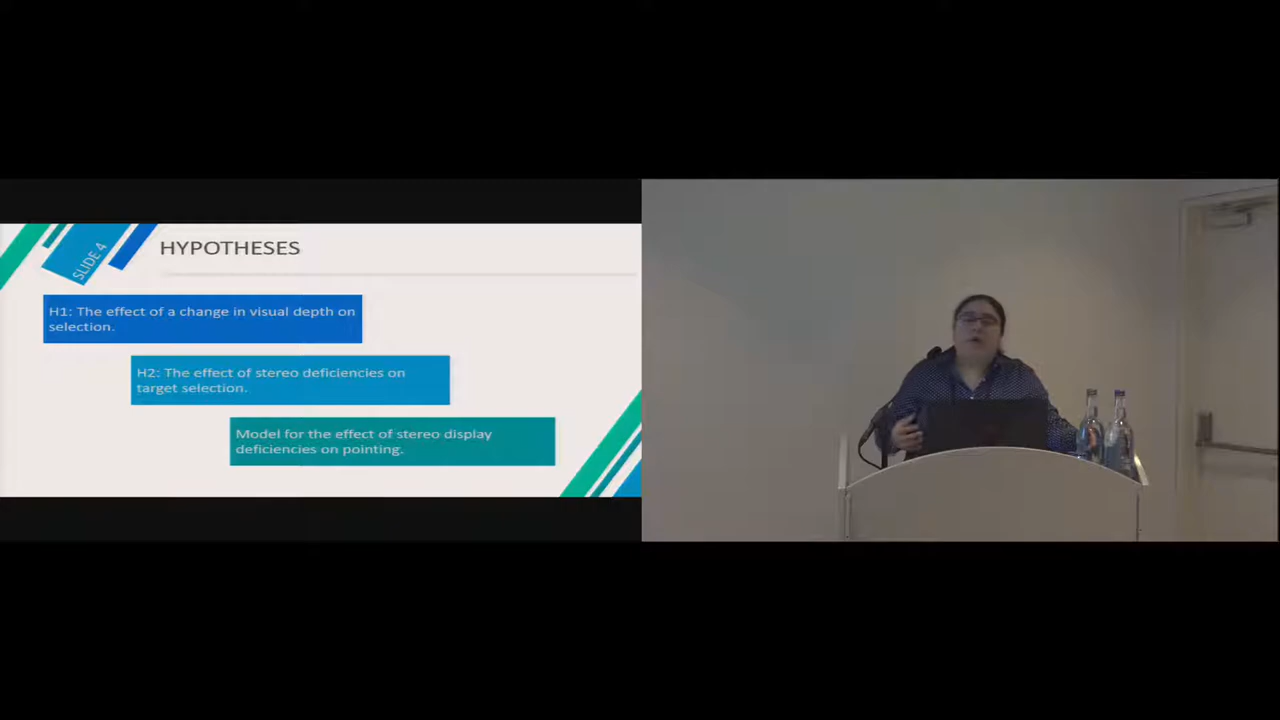 SLIDE 4
HYPOTHESES
H1: The effect of a change in visual depth on
selection.
H2: The effect of stereo deficiencies on
target selection.
Model for the effect of stereo display
deficiencies on pointing.